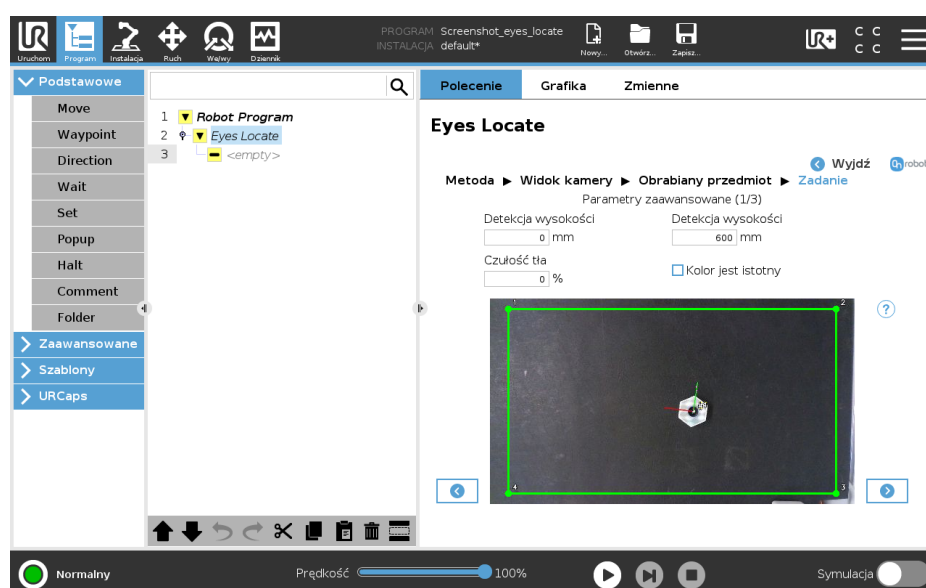 PROGRAM Screenshot_eyes_locate
INSTALACJA default*
UR
Uruchom Program Instalacja Ruch We/wy Dziennik
Nowy... Otwórz... Zapisz...
UR+
C C
C C
Podstawowe
Move
Waypoint
Direction
Wait
Set
Popup
Halt
Comment
Folder
Zaawansowane
Szablony
URCaps
1 Robot Program
2 Eyes Locate
3 <empty>
Polecenie Grafika Zmienne
Eyes Locate
Wyjdź
robot
Metoda ▶ Widok kamery ▶ Obrabiany przedmiot ▶ Zadanie
Parametry zaawansowane (1/3)
Detekcja wysokości Detekcja wysokości
0 mm 600 mm
Czułość tła
0 % Kolor jest istotny
1 2
?
4 3
Normalny
Prędkość 100%
Symulacja